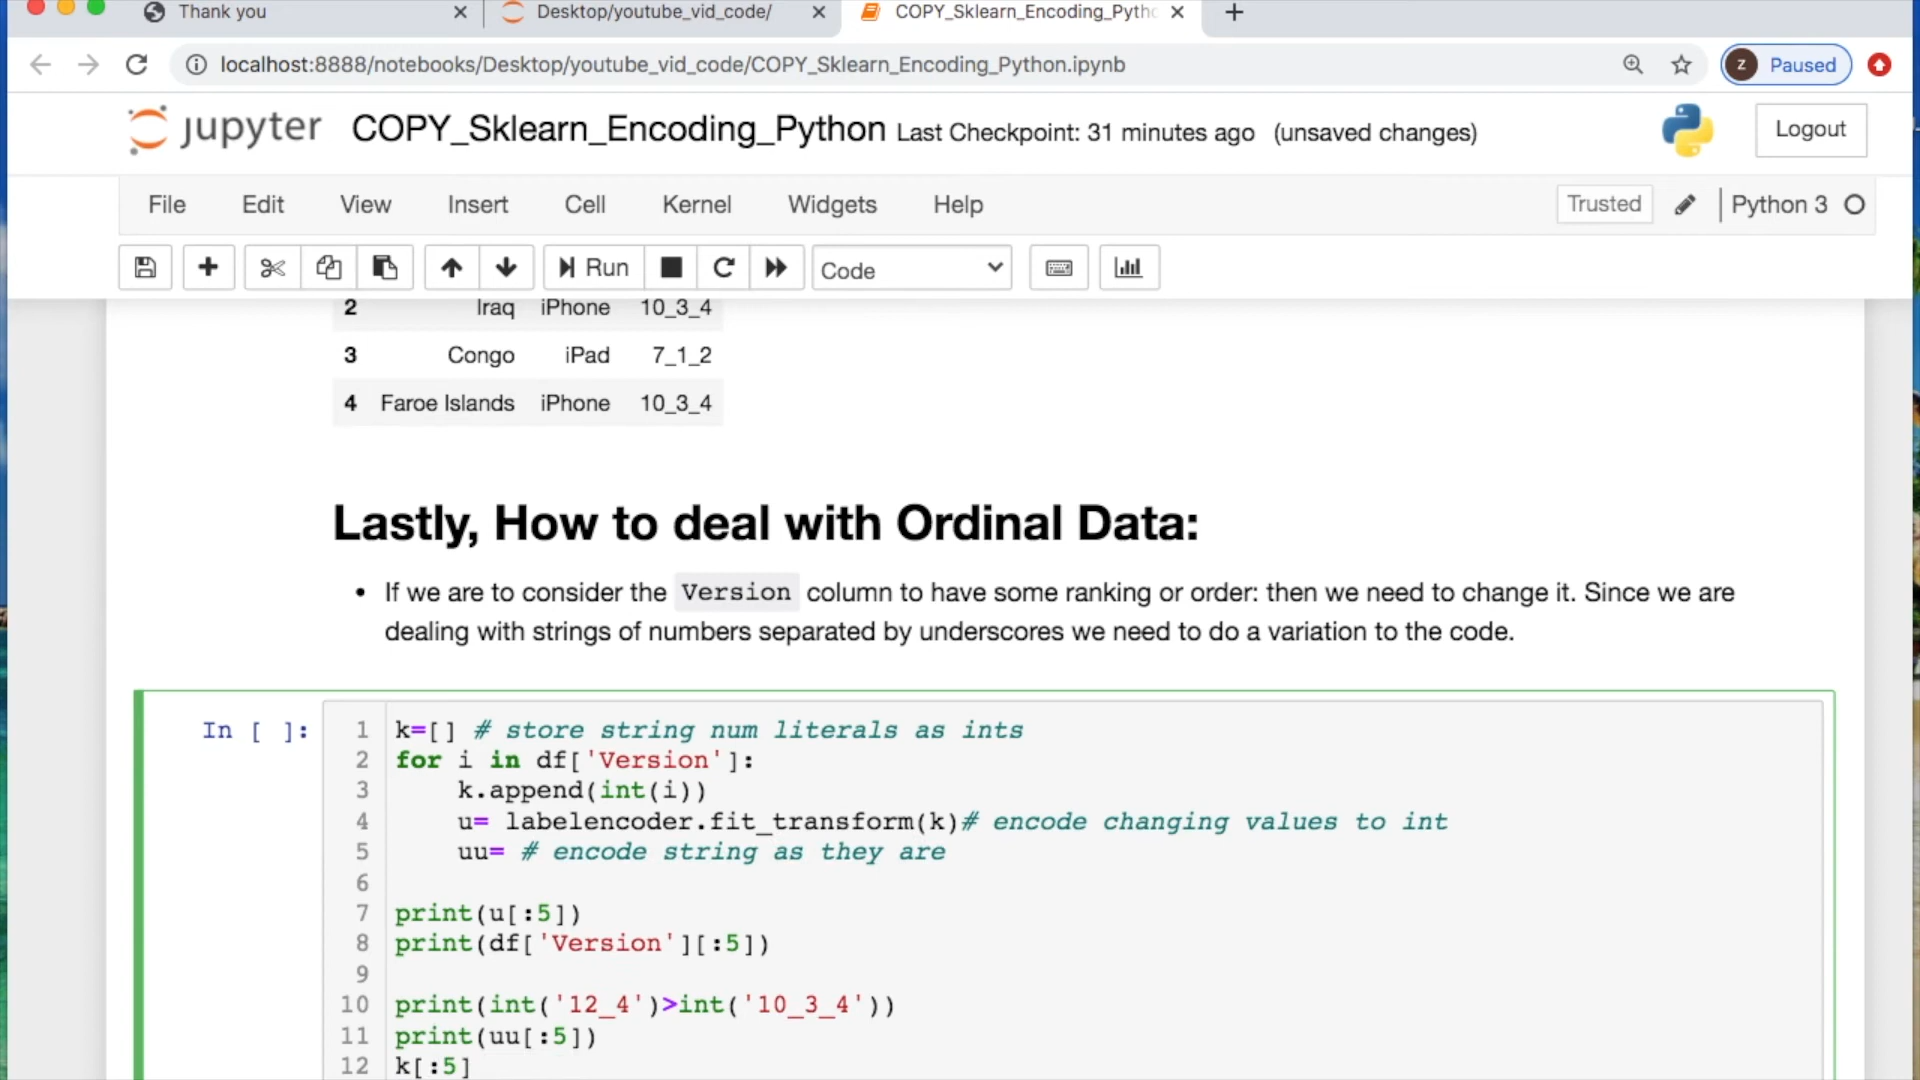 Thank you
Desktop/youtube_vid_code/
COPY_Sklearn_Encoding_Pytho
localhost:8888/notebooks/Desktop/youtube_vid_code/COPY_Sklearn_Encoding_Python.ipynb
Z Paused
jupyter COPY_Sklearn_Encoding_Python Last Checkpoint: 31 minutes ago (unsaved changes)
Logout
File Edit View Insert Cell Kernel Widgets Help
Trusted Python 3
Run Code
2 Iraq iPhone 10_3_4
3 Congo iPad 7_1_2
4 Faroe Islands iPhone 10_3_4
Lastly, How to deal with Ordinal Data:
• If we are to consider the Version column to have some ranking or order: then we need to change it. Since we are
dealing with strings of numbers separated by underscores we need to do a variation to the code.
In [ ]:
1 k=[] # store string num literals as ints
2 for i in df['Version']:
3     k.append(int(i))
4     u= labelencoder.fit_transform(k)# encode changing values to int
5     uu= # encode string as they are
6
7 print(u[:5])
8 print(df['Version'][:5])
9
10 print(int('12_4')>int('10_3_4'))
11 print(uu[:5])
12 k[:5]